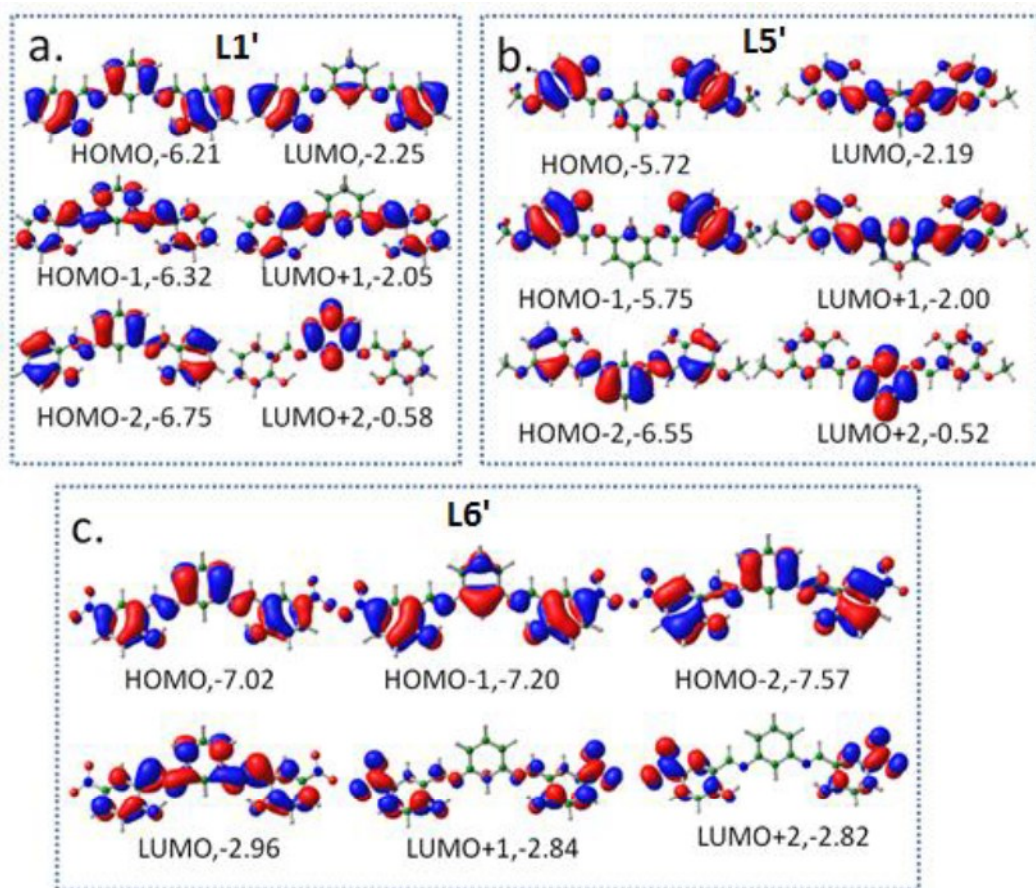 a. L1'
HOMO,-6.21 LUMO,-2.25
HOMO-1,-6.32 LUMO+1,-2.05
HOMO-2,-6.75 LUMO+2,-0.58
b. L5'
HOMO,-5.72 LUMO,-2.19
HOMO-1,-5.75 LUMO+1,-2.00
HOMO-2,-6.55 LUMO+2,-0.52
c. L6'
HOMO,-7.02 HOMO-1,-7.20 HOMO-2,-7.57
LUMO,-2.96 LUMO+1,-2.84 LUMO+2,-2.82